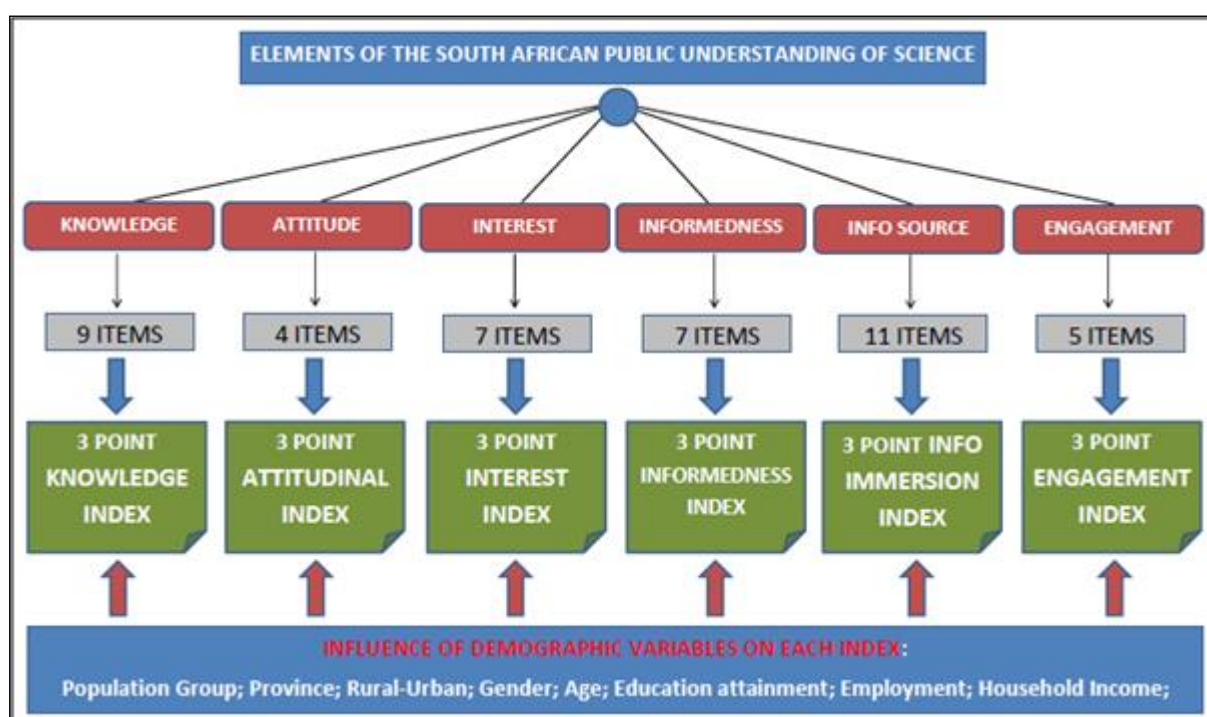 ELEMENTS OF THE SOUTH AFRICAN PUBLIC UNDERSTANDING OF SCIENCE
KNOWLEDGE
ATTITUDE
INTEREST
INFORMEDNESS
INFO SOURCE
ENGAGEMENT
9 ITEMS
4 ITEMS
7 ITEMS
7 ITEMS
11 ITEMS
5 ITEMS
3 POINT
KNOWLEDGE
INDEX
3 POINT
ATTITUDINAL
INDEX
3 POINT
INTEREST
INDEX
3 POINT
INFORMEDNESS
INDEX
3 POINT INFO
IMMERSION
INDEX
3 POINT
ENGAGEMENT
INDEX
INFLUENCE OF DEMOGRAPHIC VARIABLES ON EACH INDEX:
Population Group; Province; Rural-Urban; Gender; Age; Education attainment; Employment; Household Income;